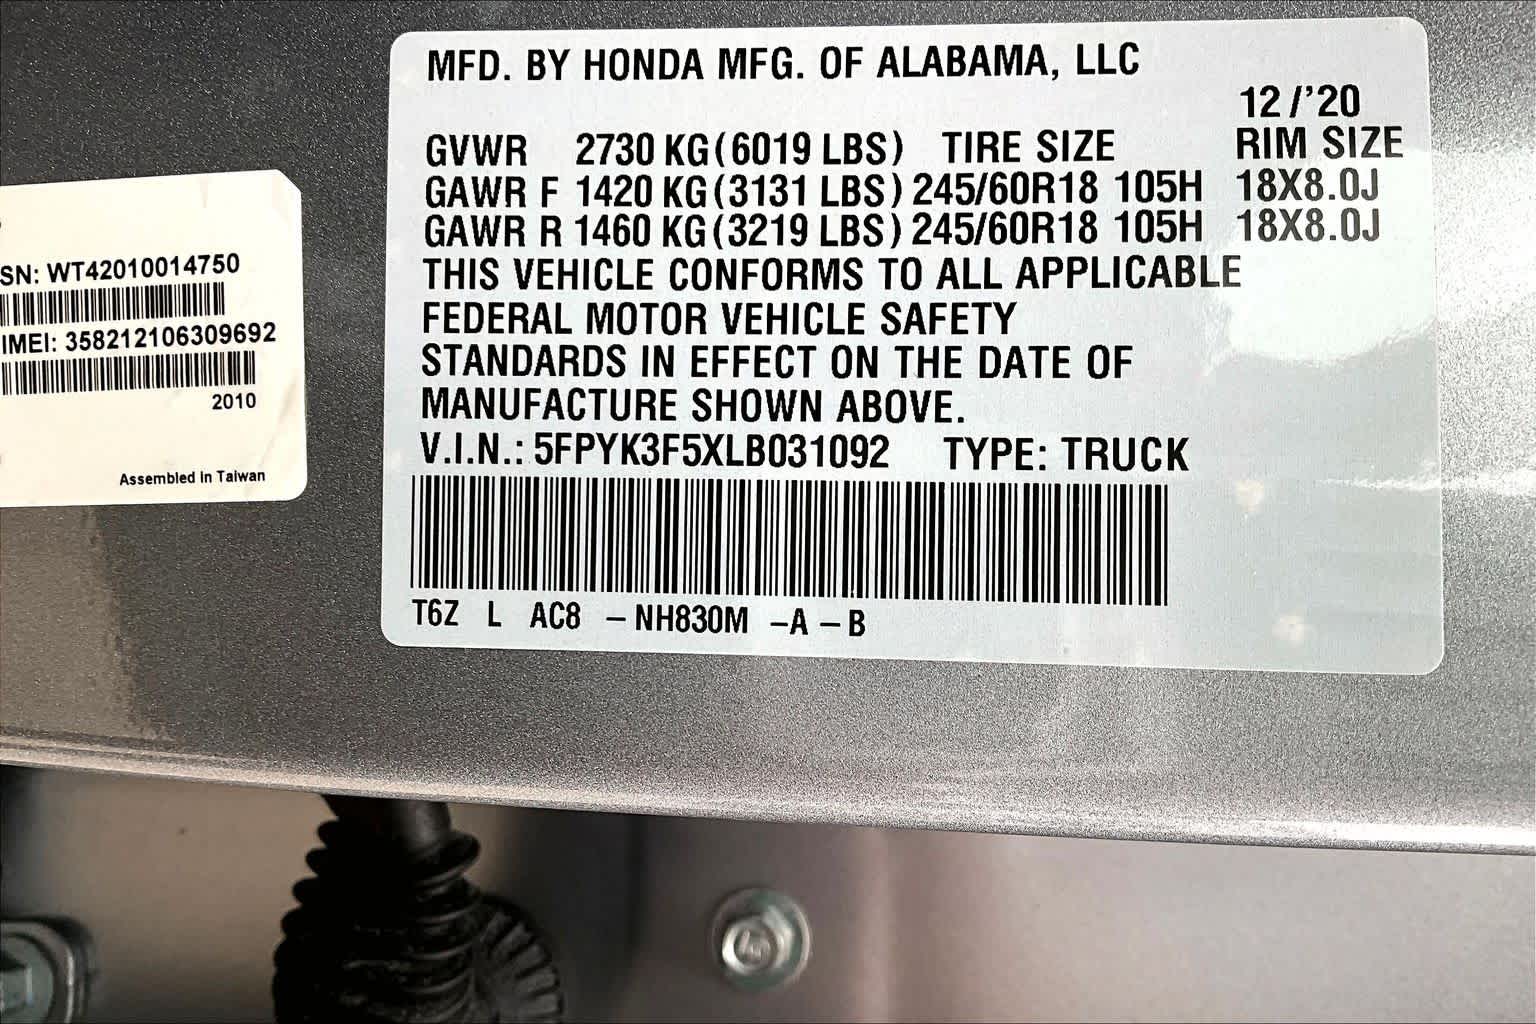 SN: WT42010014750
IMEI: 358212106309692
2010
Assembled In Taiwan
MFD. BY HONDA MFG. OF ALABAMA, LLC
12 /'20
GVWR 2730 KG (6019 LBS) TIRE SIZE RIM SIZE
GAWR F 1420 KG (3131 LBS) 245/60R18 105H 18X8.0J
GAWR R 1460 KG (3219 LBS) 245/60R18 105H 18X8.0J
THIS VEHICLE CONFORMS TO ALL APPLICABLE
FEDERAL MOTOR VEHICLE SAFETY
STANDARDS IN EFFECT ON THE DATE OF
MANUFACTURE SHOWN ABOVE.
V.I.N.: 5FPYK3F5XLB031092 TYPE: TRUCK
T6Z L AC8 – NH830M –A – B